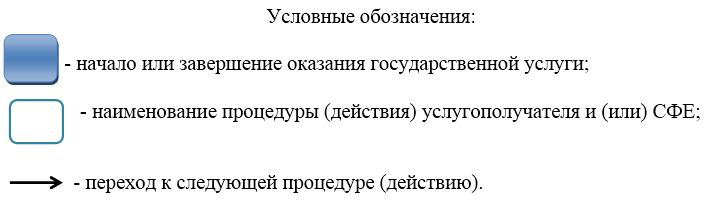 Условные обозначения:
- начало или завершение оказания государственной услуги;
- наименование процедуры (действия) услугополучателя и (или) СФЕ;
- переход к следующей процедуре (действию).